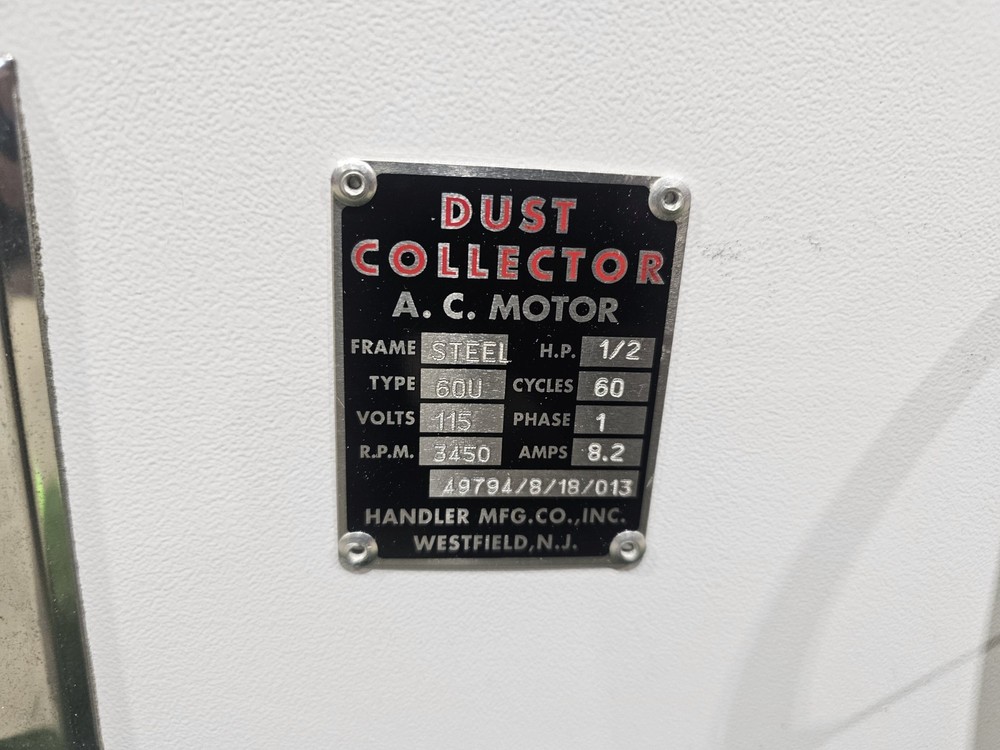 DUST
COLLECTOR
A. C. MOTOR
FRAME STEEL H.P. 1/2
TYPE 60U CYCLES 60
VOLTS 115 PHASE 1
R.P.M. 3450 AMPS 8.2
49794/8/18/013
HANDLER MFG.CO.,INC.
WESTFIELD,N.J.